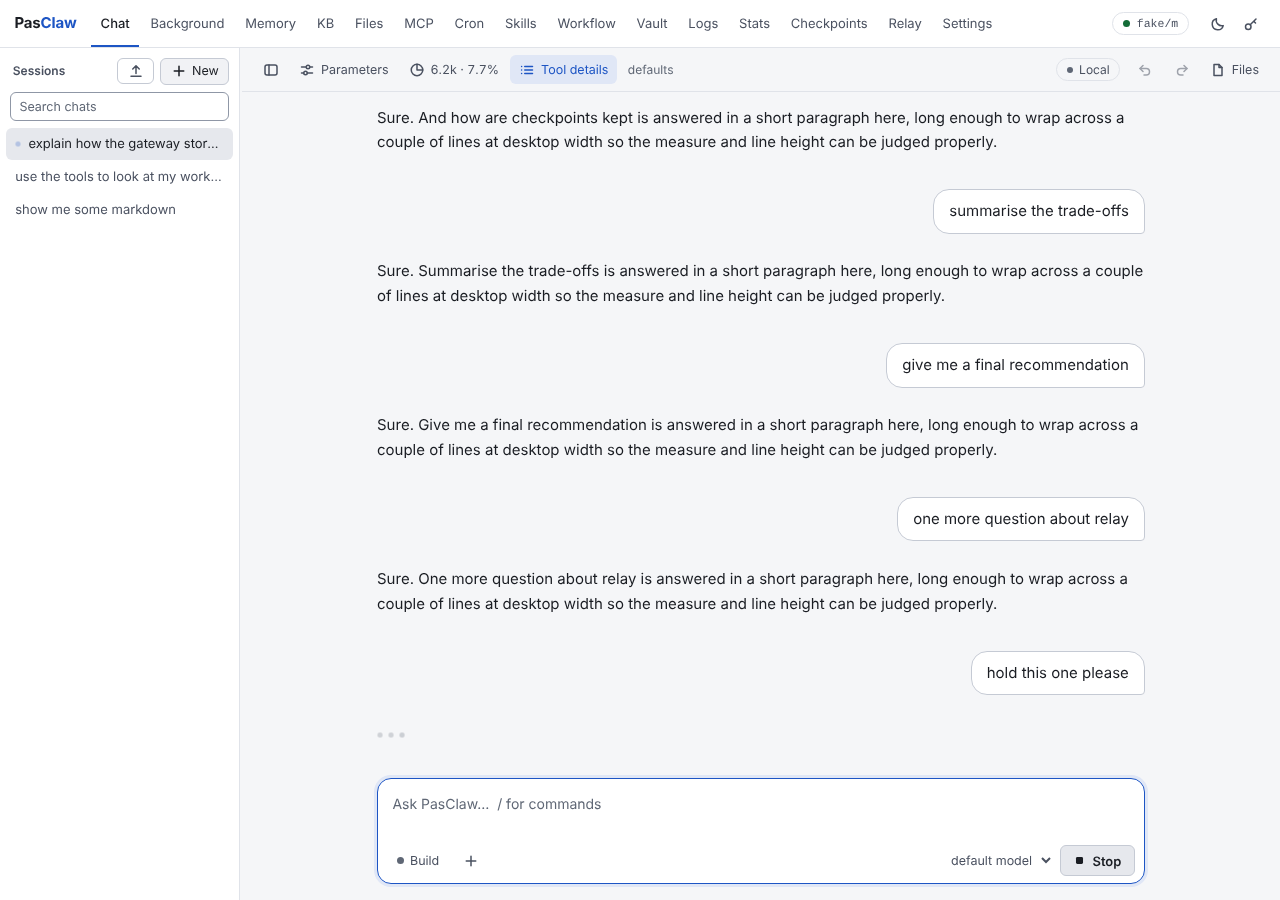 PasClaw Chat Background Memory KB Files MCP Cron Skills Workflow Vault Logs Stats Checkpoints Relay Settings fake/m
Sessions New
Search chats
explain how the gateway stor...
use the tools to look at my work...
show me some markdown
Parameters 6.2k · 7.7% Tool details defaults Local Files
Sure. And how are checkpoints kept is answered in a short paragraph here, long enough to wrap across a
couple of lines at desktop width so the measure and line height can be judged properly.
summarise the trade-offs
Sure. Summarise the trade-offs is answered in a short paragraph here, long enough to wrap across a couple
of lines at desktop width so the measure and line height can be judged properly.
give me a final recommendation
Sure. Give me a final recommendation is answered in a short paragraph here, long enough to wrap across a
couple of lines at desktop width so the measure and line height can be judged properly.
one more question about relay
Sure. One more question about relay is answered in a short paragraph here, long enough to wrap across a
couple of lines at desktop width so the measure and line height can be judged properly.
hold this one please
Ask PasClaw... / for commands
Build default model Stop